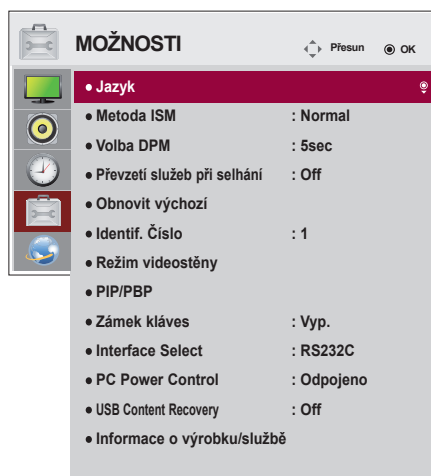 MOŽNOSTI Přesun OK
• Jazyk
• Metoda ISM : Normal
• Volba DPM : 5sec
• Převzetí služeb při selhání : Off
• Obnovit výchozí
• Identif. Číslo : 1
• Režim videostěny
• PIP/PBP
• Zámek kláves : Vyp.
• Interface Select : RS232C
• PC Power Control : Odpojeno
• USB Content Recovery : Off
• Informace o výrobku/službě